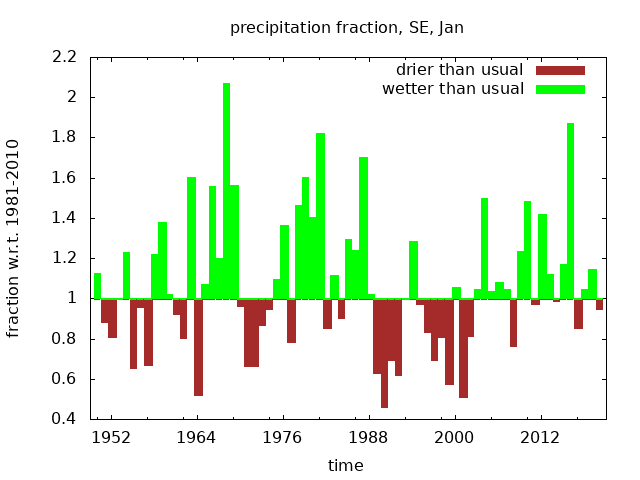 precipitation fraction, SE, Jan
drier than usual
wetter than usual
fraction w.r.t. 1981-2010
2.2
2
1.8
1.6
1.4
1.2
1
0.8
0.6
0.4
1952 1964 1976 1988 2000 2012
time